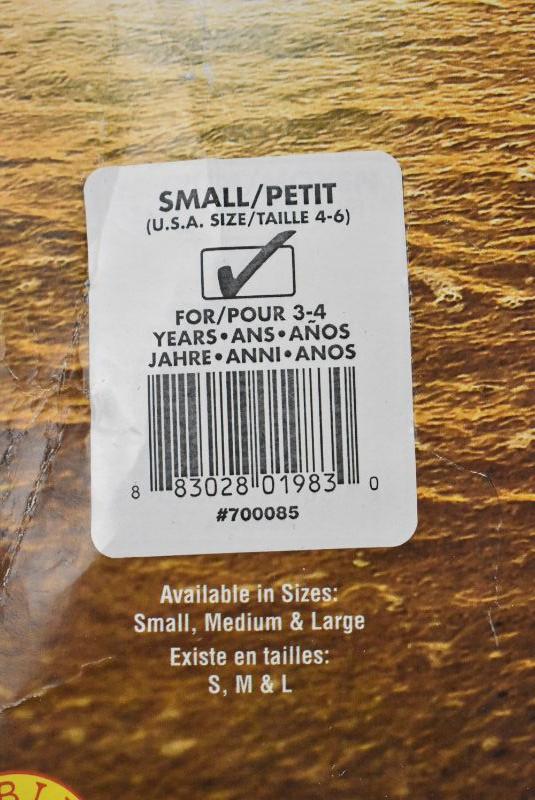 SMALL/PETIT
(U.S.A. SIZE/TAILLE 4-6)
FOR/POUR 3-4
YEARS•ANS•AÑOS
JAHRE•ANNI•ANOS
8 83028 01983 0
#700085
Available in Sizes:
Small, Medium & Large
Existe en tailles:
S, M & L